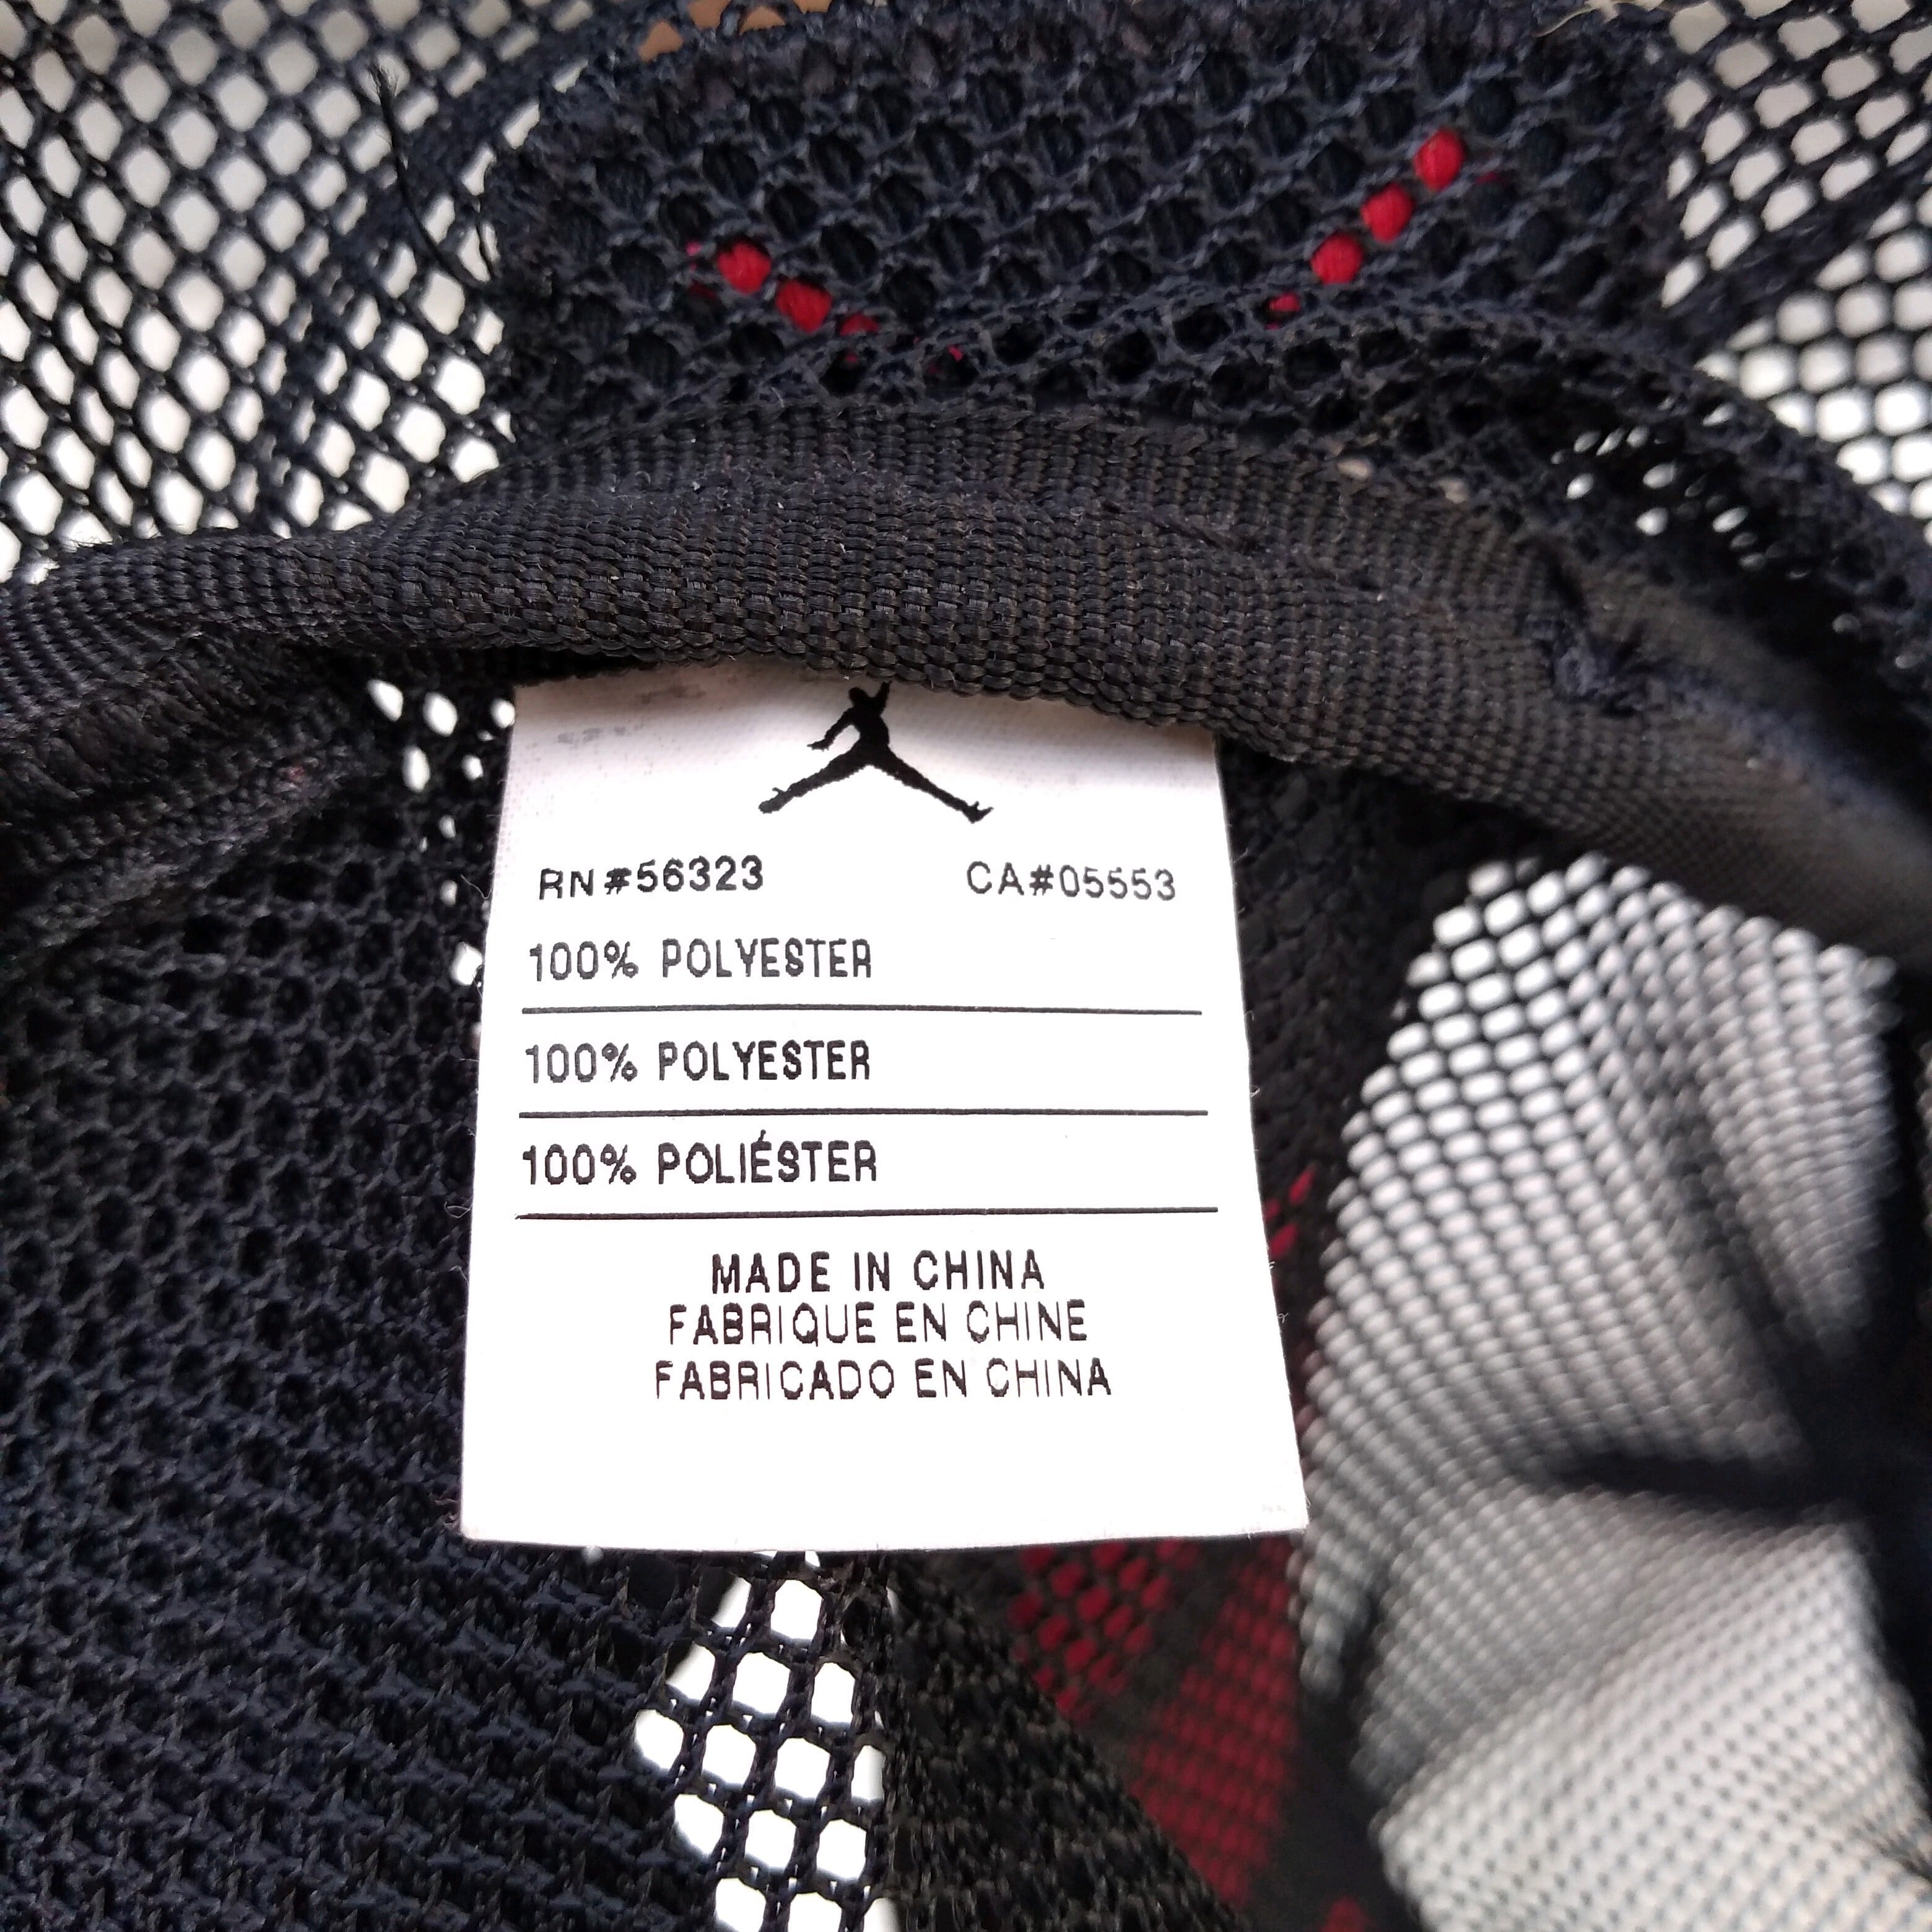 RN#56323 CA#05553
100% POLYESTER
100% POLYESTER
100% POLIÉSTER
MADE IN CHINA
FABRIQUE EN CHINE
FABRICADO EN CHINA